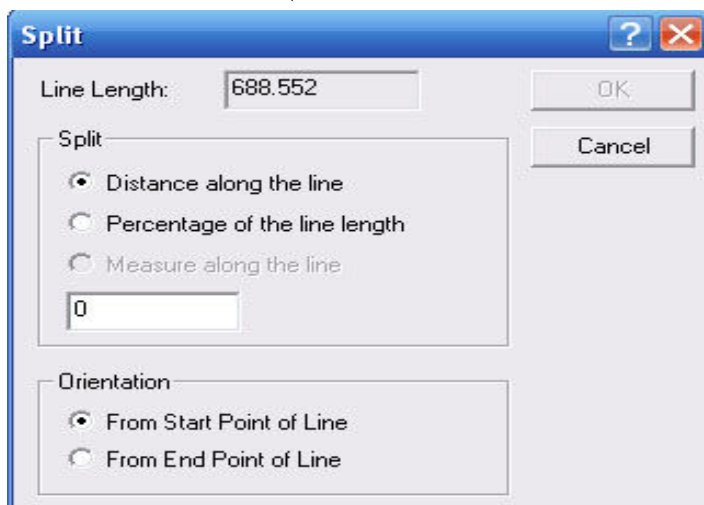 Split
Line Length: 688.552
OK
Split
Cancel
Distance along the line
Percentage of the line length
Measure along the line
0
Orientation
From Start Point of Line
From End Point of Line